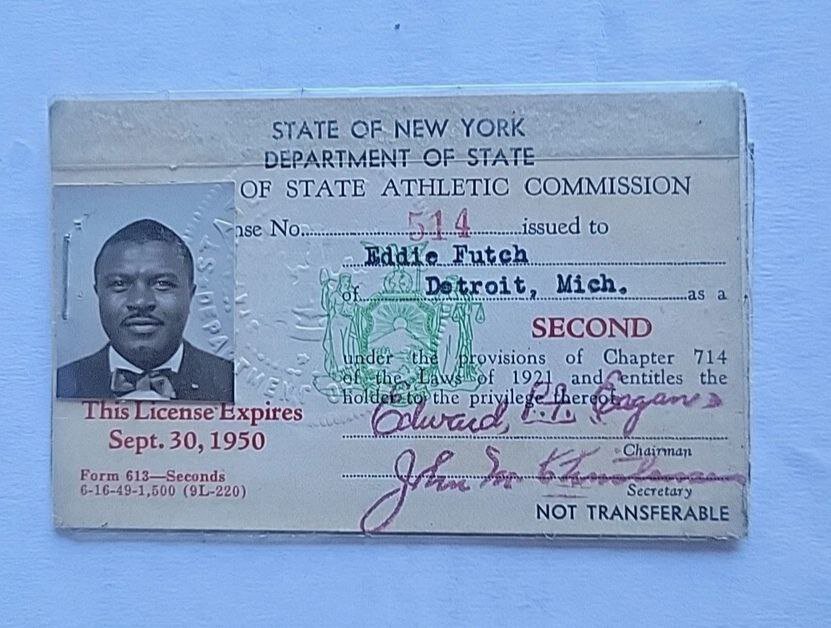 STATE OF NEW YORK
DEPARTMENT OF STATE
OF STATE ATHLETIC COMMISSION
nse No. 514 issued to
Eddie Futch
of Detroit, Mich. as a
SECOND
under the provisions of Chapter 714
of the Laws of 1921 and entitles the
holder to the privilege thereof.
Edward P.F. Eagan
Chairman
John M
Secretary
NOT TRANSFERABLE
This License Expires
Sept. 30, 1950
Form 613—Seconds
6-16-49-1,500 (9L-220)